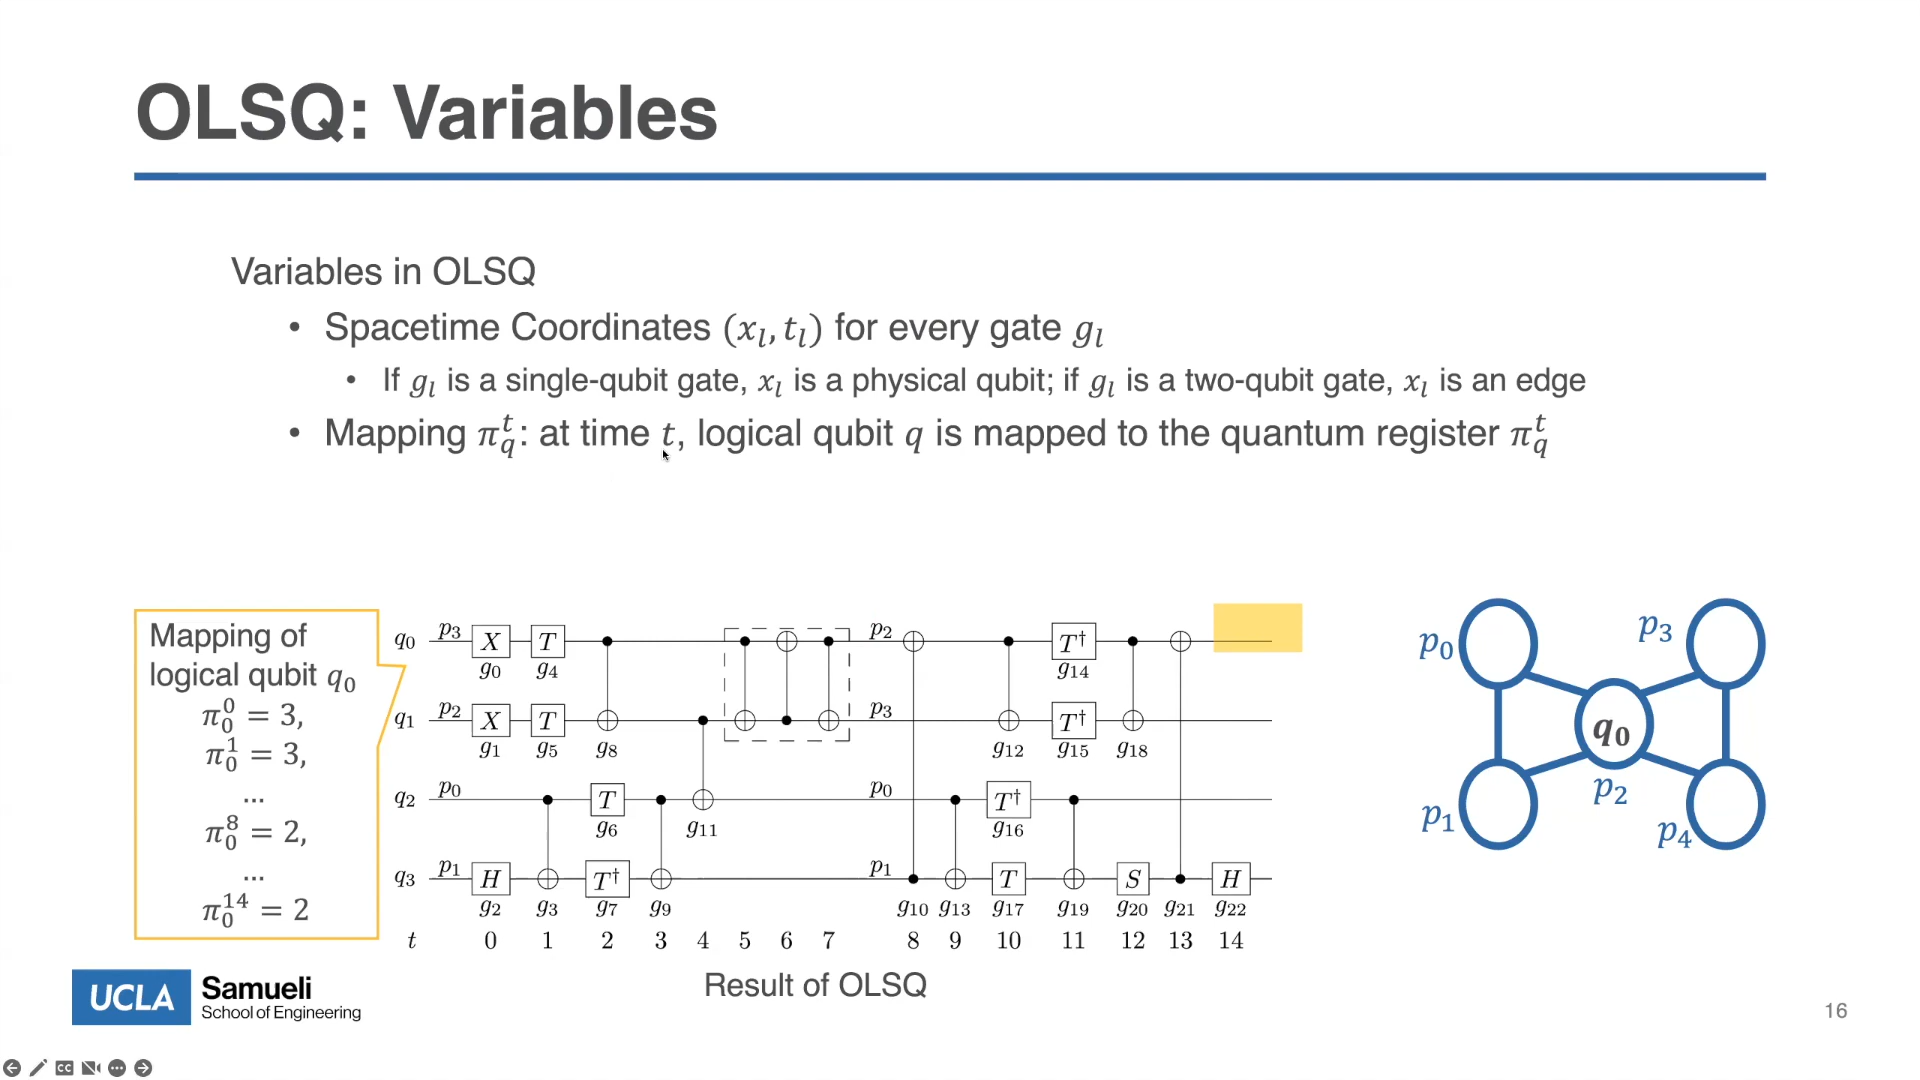 OLSQ: Variables
Variables in OLSQ
• Spacetime Coordinates (x_l, t_l) for every gate g_l
• If g_l is a single-qubit gate, x_l is a physical qubit; if g_l is a two-qubit gate, x_l is an edge
• Mapping π_q^t: at time t, logical qubit q is mapped to the quantum register π_q^t
Mapping of
logical qubit q_0
π_0^0 = 3,
π_0^1 = 3,
...
π_0^8 = 2,
...
π_0^14 = 2
q_0 p_3 X T p_2 T†
g_0 g_4 g_14
q_1 p_2 X T p_3 T†
g_1 g_5 g_8 g_12 g_15 g_18
q_2 p_0 T p_0 T†
g_6 g_11 g_16
q_3 p_1 H T† p_1 T S H
g_2 g_3 g_7 g_9 g_10 g_13 g_17 g_19 g_20 g_21 g_22
t 0 1 2 3 4 5 6 7 8 9 10 11 12 13 14
Result of OLSQ
p_0 p_3
q_0
p_2
p_1 p_4
UCLA Samueli
School of Engineering
16
CC